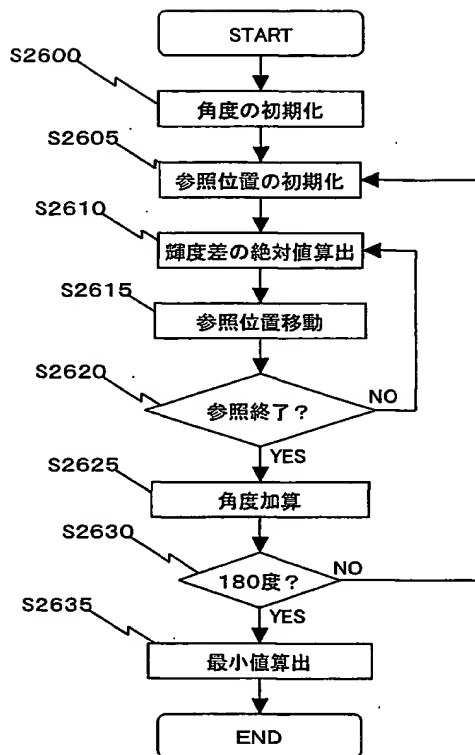 START
S2600
角度の初期化
S2605
参照位置の初期化
S2610
輝度差の絶対値算出
S2615
参照位置移動
S2620
参照終了?
NO
YES
S2625
角度加算
S2630
180度?
NO
YES
S2635
最小値算出
END